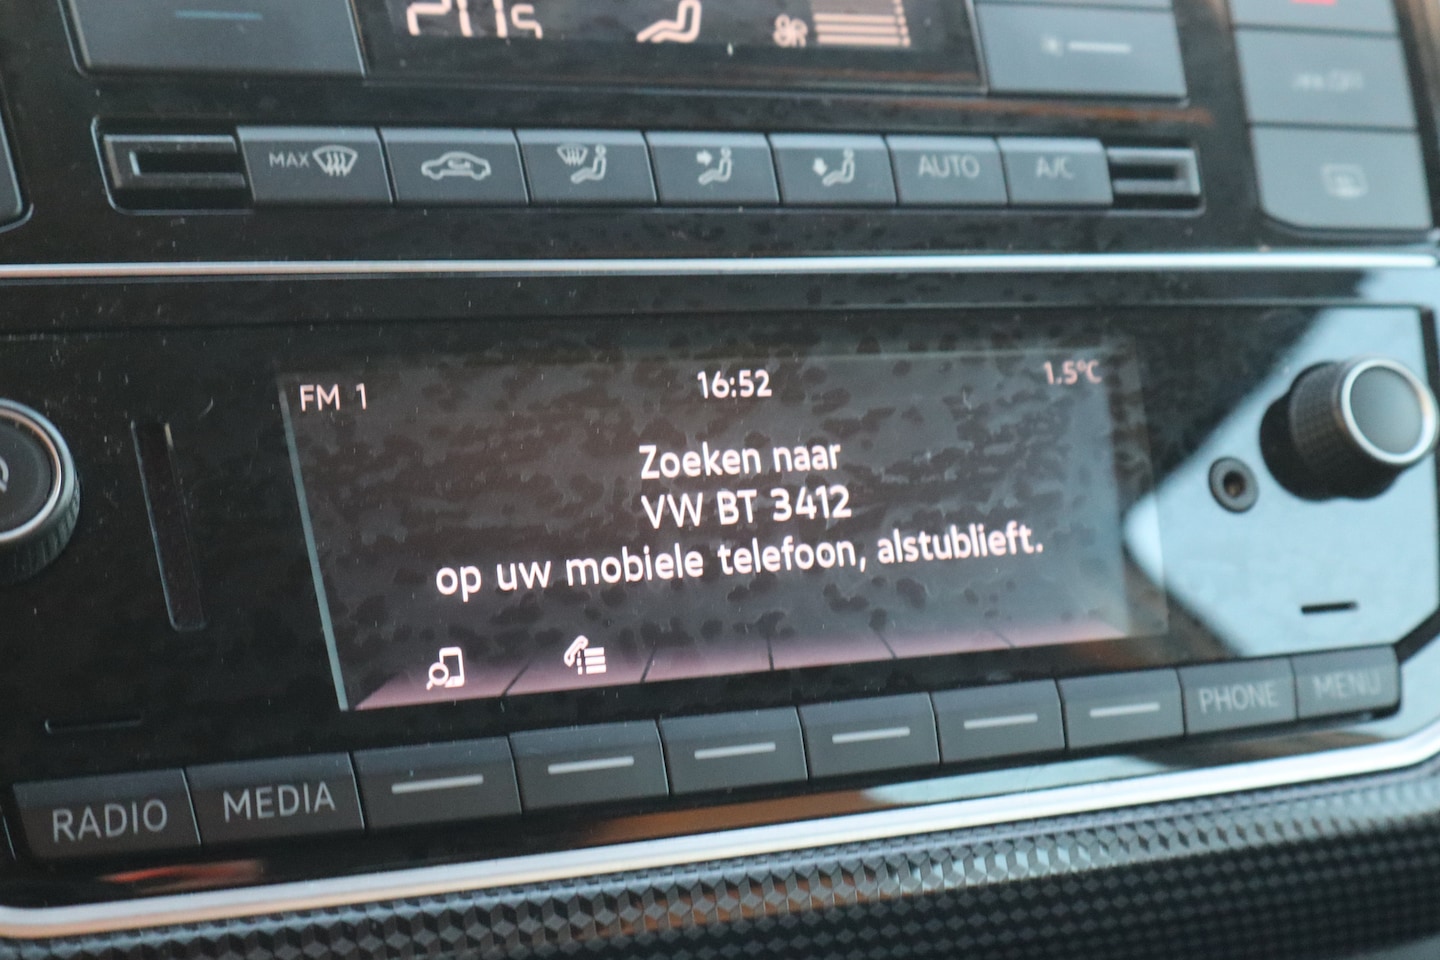 MAX
AUTO
A/C
FM 1
16:52
1.5°C
Zoeken naar
VW BT 3412
op uw mobiele telefoon, alstublieft.
RADIO
MEDIA
PHONE
MENU